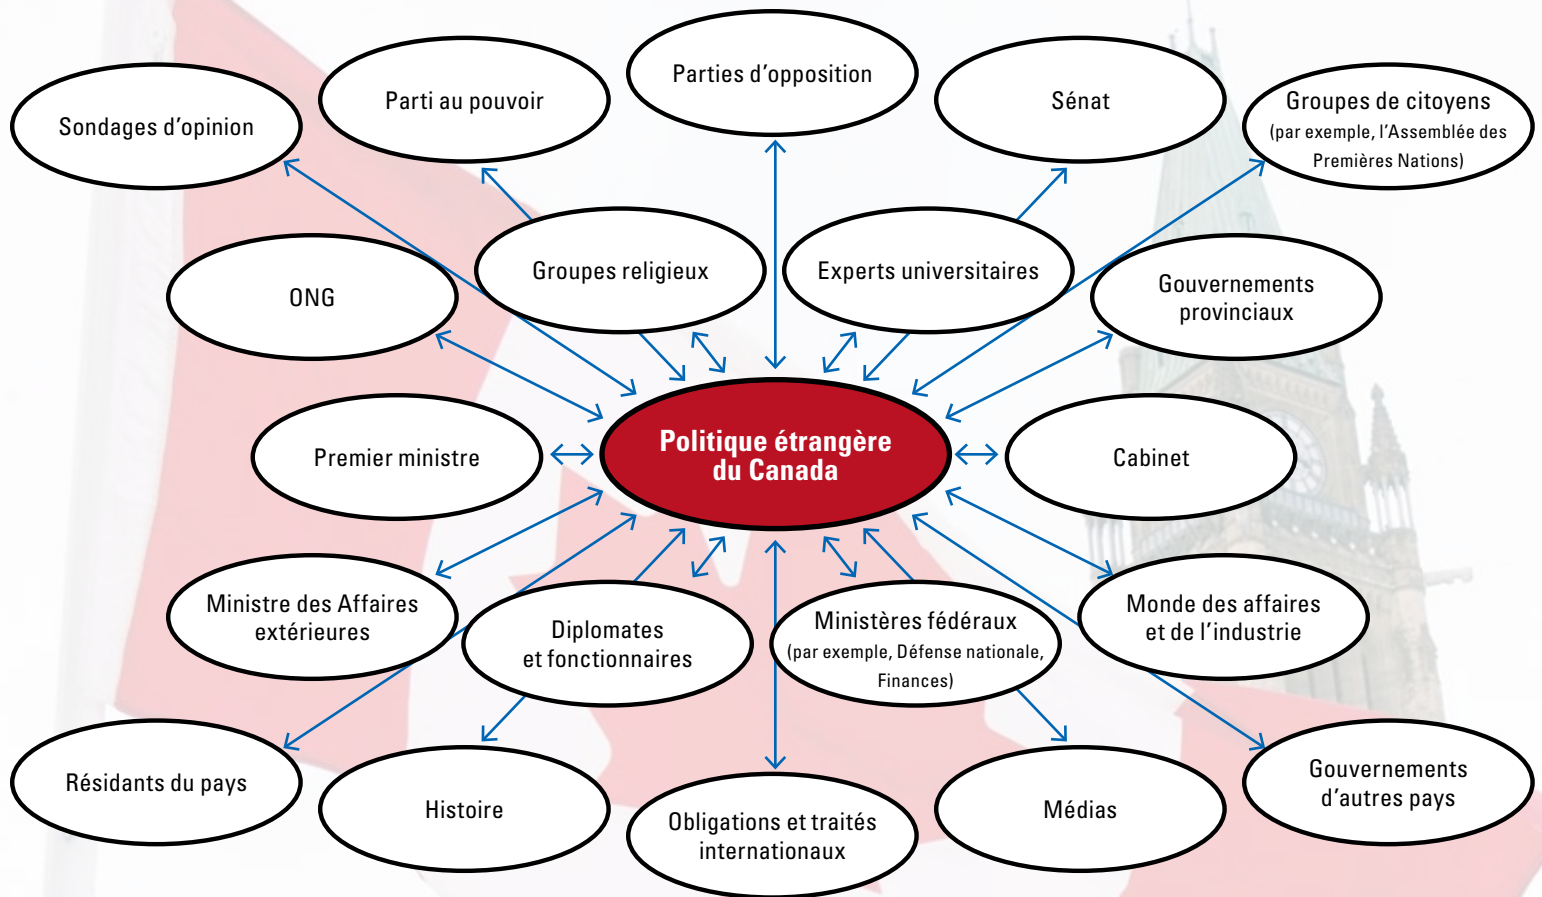 Parties d'opposition
Parti au pouvoir
Sénat
Sondages d'opinion
Groupes de citoyens
(par exemple, l'Assemblée des
Premières Nations)
Groupes religieux
Experts universitaires
ONG
Gouvernements
provinciaux
Premier ministre
Politique étrangère
du Canada
Cabinet
Ministre des Affaires
extérieures
Diplomates
et fonctionnaires
Ministères fédéraux
(par exemple, Défense nationale,
Finances)
Monde des affaires
et de l'industrie
Résidants du pays
Histoire
Obligations et traités
internationaux
Médias
Gouvernements
d'autres pays